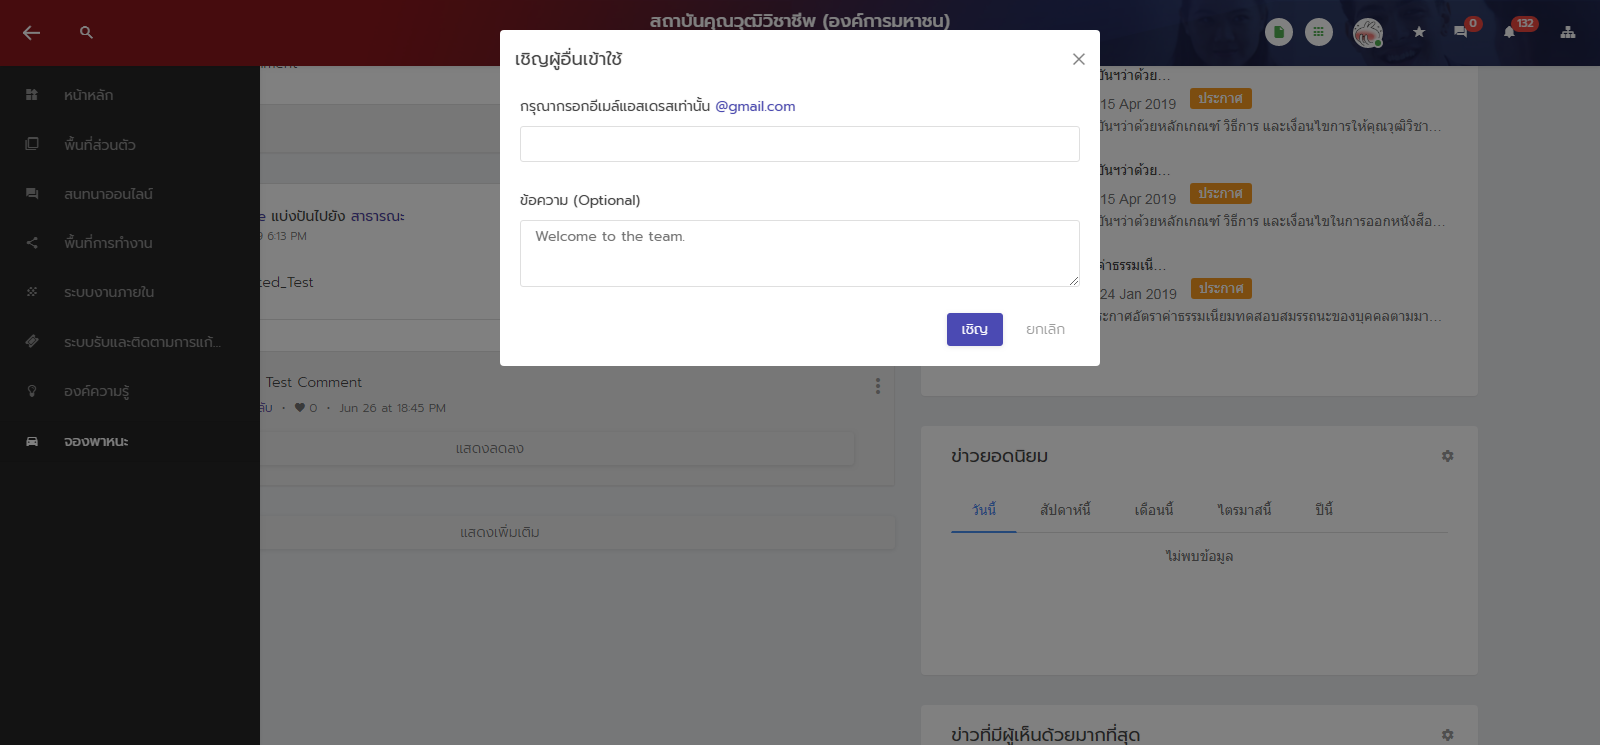 สถาบันคุณวุฒิวิชาชีพ (องค์การมหาชน)
0
132
หน้าหลัก
พื้นที่ส่วนตัว
สนทนาออนไลน์
พื้นที่การทำงาน
ระบบงานภายใน
ระบบรับและติดตามการแก้...
องค์ความรู้
จองพาหนะ
เชิญผู้อื่นเข้าใช้
กรุณากรอกอีเมล์แอสเดรสเท่านั้น @gmail.com
ข้อความ (Optional)
Welcome to the team.
เชิญ
ยกเลิก
แบ่งปันไปยัง สาธารณะ
6:13 PM
ted_Test
Test Comment
0 · Jun 26 at 18:45 PM
แสดงลดลง
แสดงเพิ่มเติม
ันฯว่าด้วย...
15 Apr 2019 ประกาศ
ันฯว่าด้วยหลักเกณฑ์ วิธีการ และเงื่อนไขการให้คุณวุฒิวิชา...
ันฯว่าด้วย...
15 Apr 2019 ประกาศ
ันฯว่าด้วยหลักเกณฑ์ วิธีการ และเงื่อนไขในการออกหนังสือ...
ค่าธรรมเนี...
24 Jan 2019 ประกาศ
ระกาศอัตราค่าธรรมเนียมทดสอบสมรรถนะของบุคคลตามมา...
ข่าวยอดนิยม
วันนี้ สัปดาห์นี้ เดือนนี้ ไตรมาสนี้ ปีนี้
ไม่พบข้อมูล
ข่าวที่มีผู้เห็นด้วยมากที่สุด